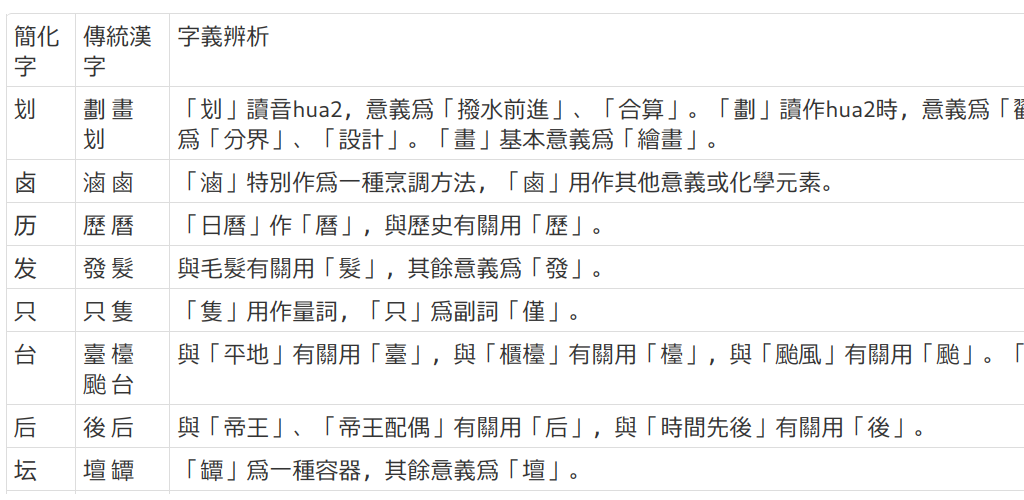 簡化字 傳統漢字 字義辨析
划 劃 畫 划 「划」讀音hua2，意義爲「撥水前進」、「合算」。「劃」讀作hua2時，意義爲「
爲「分界」、「設計」。「畫」基本意義爲「繪畫」。
卤 滷 鹵 「滷」特別作爲一種烹調方法，「鹵」用作其他意義或化學元素。
历 歷 曆 「日曆」作「曆」，與歷史有關用「歷」。
发 發 髮 與毛髮有關用「髮」，其餘意義爲「發」。
只 只 隻 「隻」用作量詞，「只」爲副詞「僅」。
台 臺 檯 颱 台 與「平地」有關用「臺」，與「櫃檯」有關用「檯」，與「颱風」有關用「颱」。「
后 後 后 與「帝王」、「帝王配偶」有關用「后」，與「時間先後」有關用「後」。
坛 壇 罈 「罈」爲一種容器，其餘意義爲「壇」。